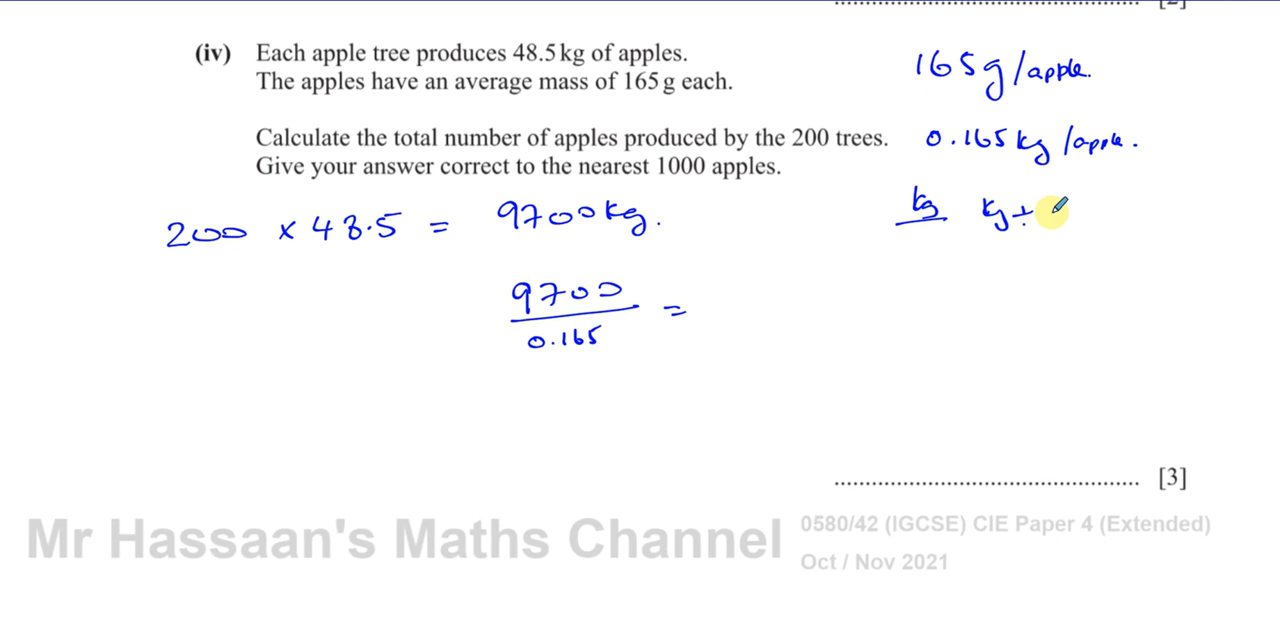 [2]
(iv) Each apple tree produces 48.5 kg of apples.
The apples have an average mass of 165 g each.
165g/apple.
Calculate the total number of apples produced by the 200 trees.
0.165 kg /apple.
Give your answer correct to the nearest 1000 apples.
200 × 48.5 = 9700kg.
kg kg ÷
9700
0.165
=
[3]
Mr Hassaan's Maths Channel
0580/42 (IGCSE) CIE Paper 4 (Extended)
Oct / Nov 2021